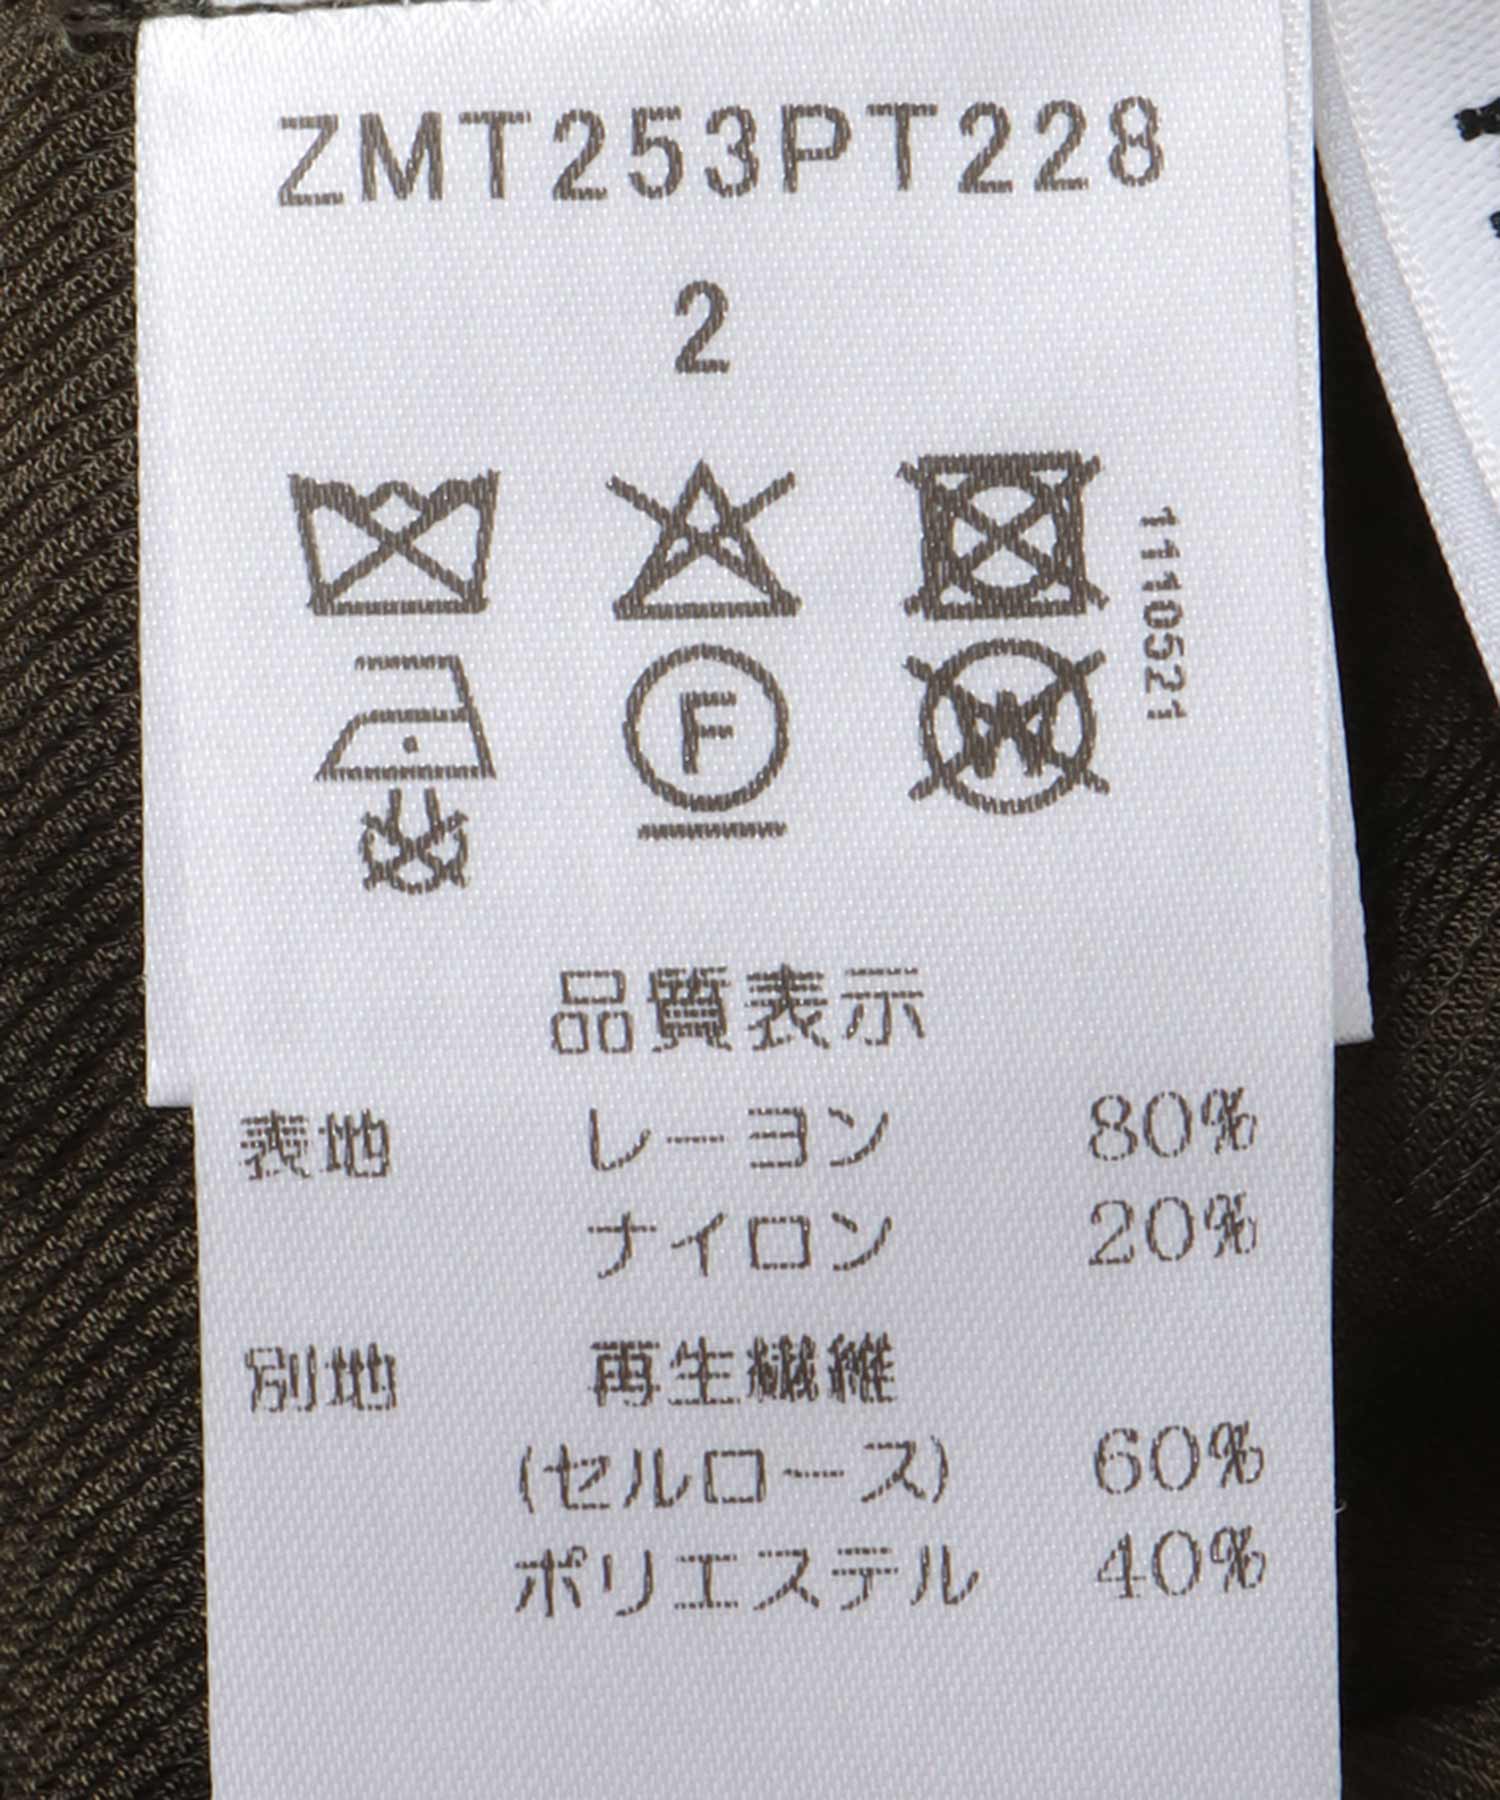 ZMT253PT228
2
1110521
F
W
品質表示
表地 レーヨン 80%
ナイロン 20%
別地 再生繊維
(セルロース) 60%
ポリエステル 40%